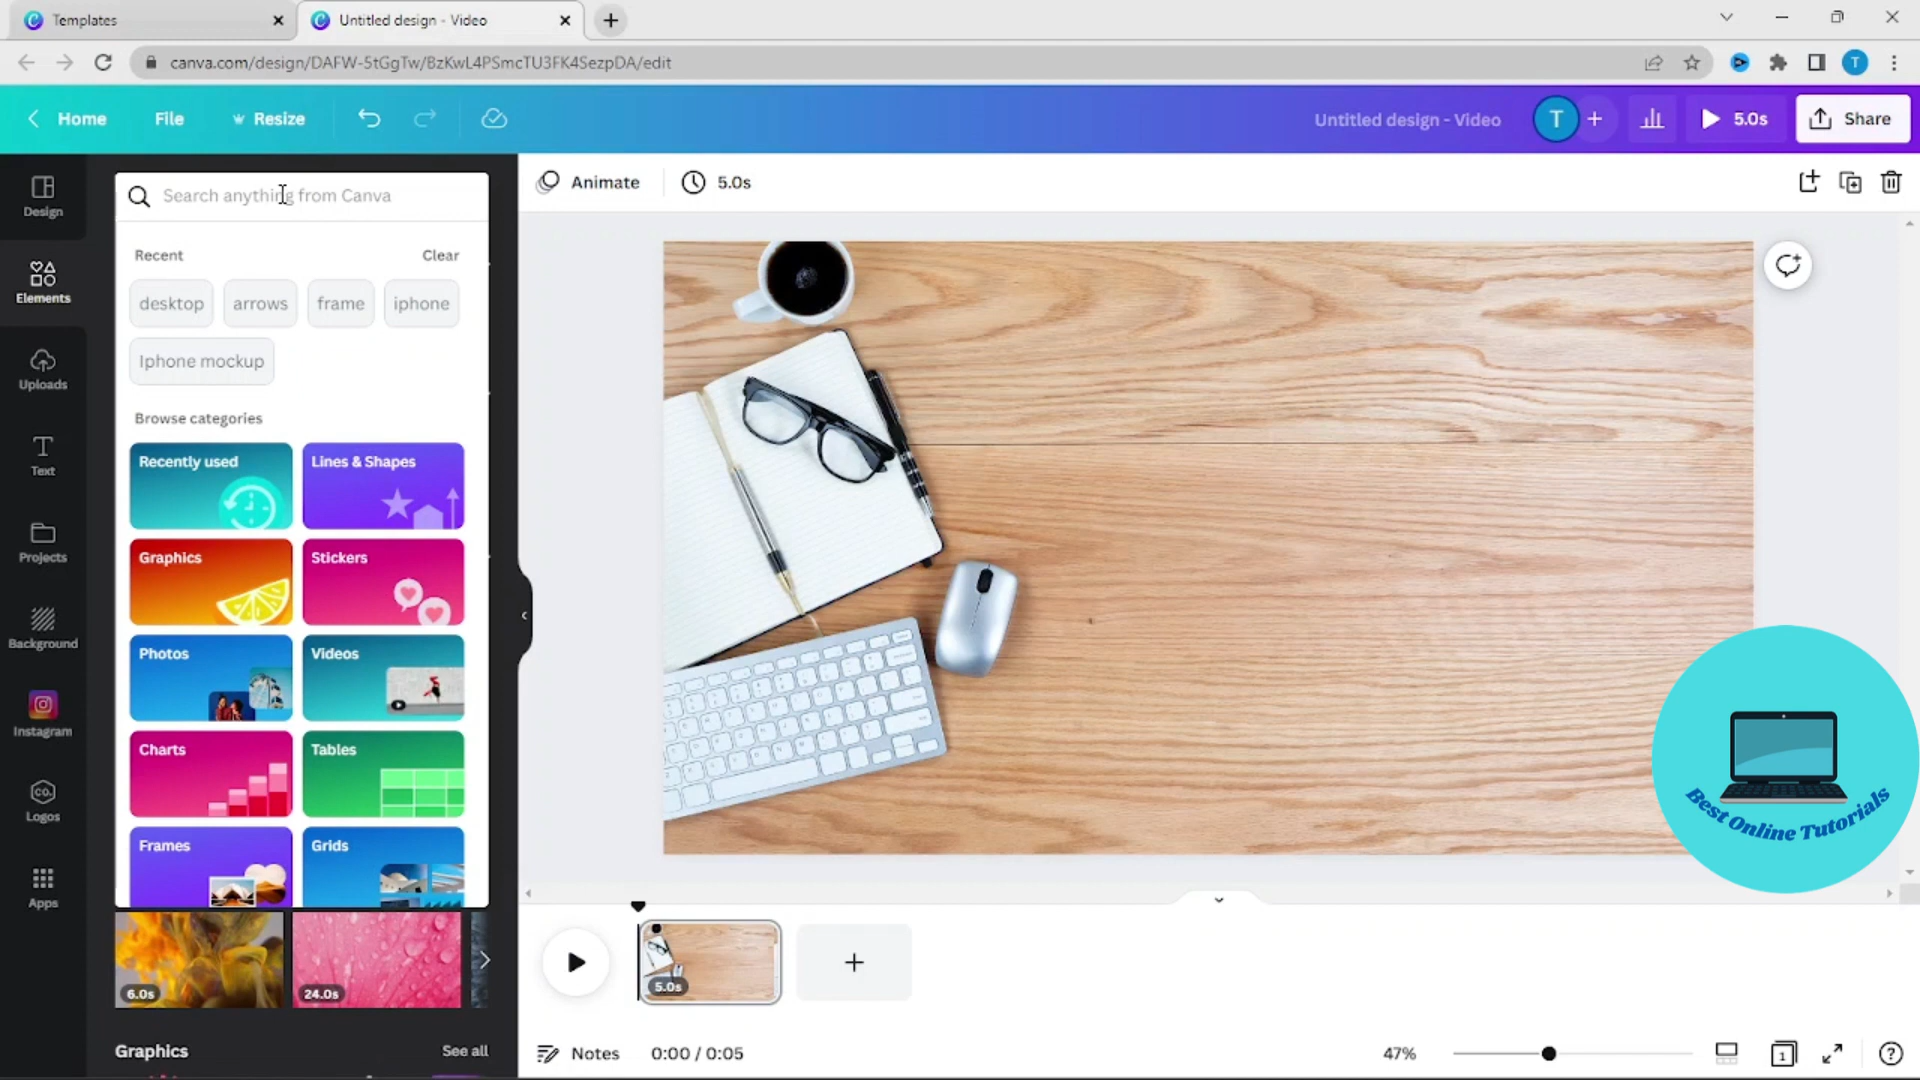 Templates
Untitled design - Video
canva.com/design/DAFW-5tGgTw/BzKwL4PSmcTU3FK4SezpDA/edit
T
Home
File
Resize
Untitled design - Video
T
5.0s
Share
Design
Elements
Uploads
Text
Projects
Background
Instagram
CO.
Logos
Apps
Search anything from Canva
Recent
Clear
desktop
arrows
frame
iphone
Iphone mockup
Browse categories
Recently used
Lines & Shapes
Graphics
Stickers
Photos
Videos
Charts
Tables
Frames
Grids
6.0s
24.0s
Graphics
See all
Animate
5.0s
Best Online Tutorials
5.0s
Notes
0:00 / 0:05
47%
1